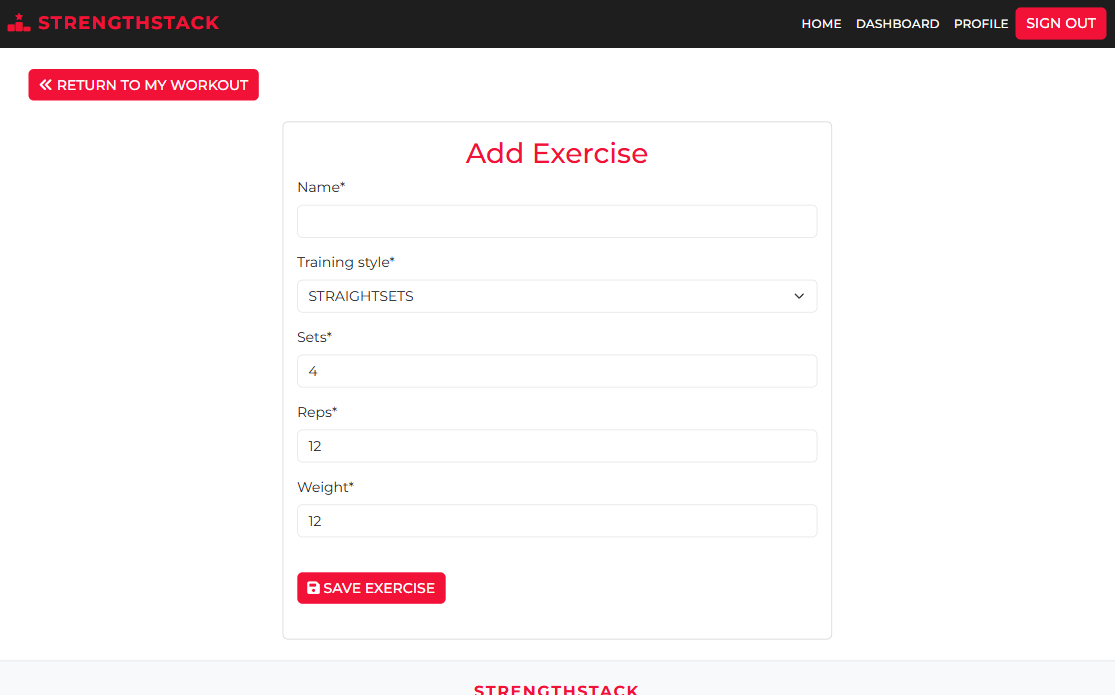 STRENGTHSTACK HOME DASHBOARD PROFILE SIGN OUT
RETURN TO MY WORKOUT
Add Exercise
Name*
Training style*
STRAIGHTSETS
Sets*
4
Reps*
12
Weight*
12
SAVE EXERCISE
STRENGTHSTACK